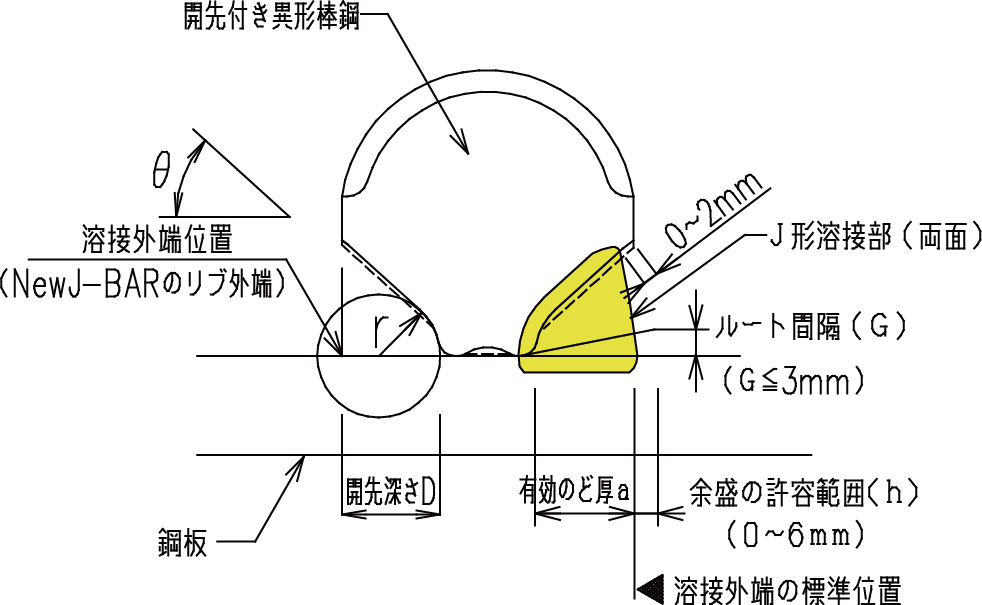 開先付き異形棒鋼
θ
0~2mm
溶接外端位置
(NewJ-BARのリブ外端)
J形溶接部(両面)
r
ルート間隔(G)
(G≦3mm)
開先深さD
有効のど厚a
余盛の許容範囲(h)
(0~6mm)
鋼板
溶接外端の標準位置